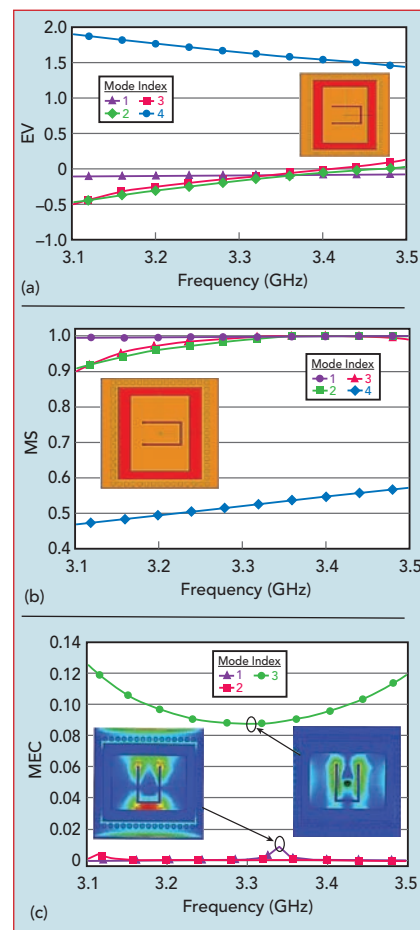 2.0
1.5
1.0
0.5
0
–0.5
–1.0
EV
Mode Index
1 3
2 4
3.1 3.2 3.3 3.4 3.5
Frequency (GHz)
(a)
1.0
0.9
0.8
0.7
0.6
0.5
0.4
MS
Mode Index
1 3
2 4
3.1 3.2 3.3 3.4 3.5
Frequency (GHz)
(b)
0.14
0.12
0.10
0.08
0.06
0.04
0.02
0
MEC
Mode Index
1 3
2
3.1 3.2 3.3 3.4 3.5
Frequency (GHz)
(c)